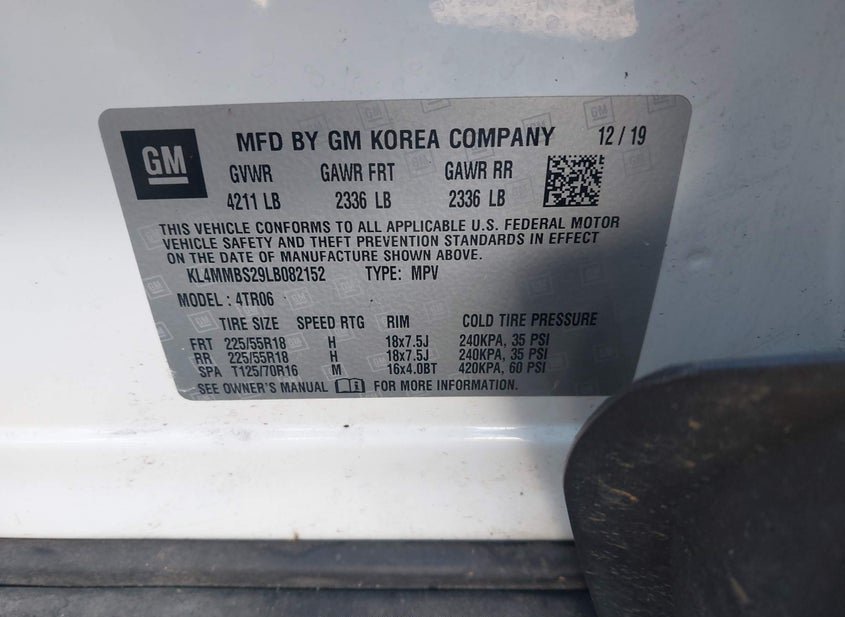 GM MFD BY GM KOREA COMPANY 12/19
GVWR GAWR FRT GAWR RR
4211 LB 2336 LB 2336 LB
THIS VEHICLE CONFORMS TO ALL APPLICABLE U.S. FEDERAL MOTOR
VEHICLE SAFETY AND THEFT PREVENTION STANDARDS IN EFFECT
ON THE DATE OF MANUFACTURE SHOWN ABOVE.
KL4MMBS29LB082152 TYPE: MPV
MODEL: 4TR06
TIRE SIZE SPEED RTG RIM COLD TIRE PRESSURE
FRT 225/55R18 H 18x7.5J 240KPA, 35 PSI
RR 225/55R18 H 18x7.5J 240KPA, 35 PSI
SPA T125/70R16 M 16x4.0BT 420KPA, 60 PSI
SEE OWNER'S MANUAL FOR MORE INFORMATION.